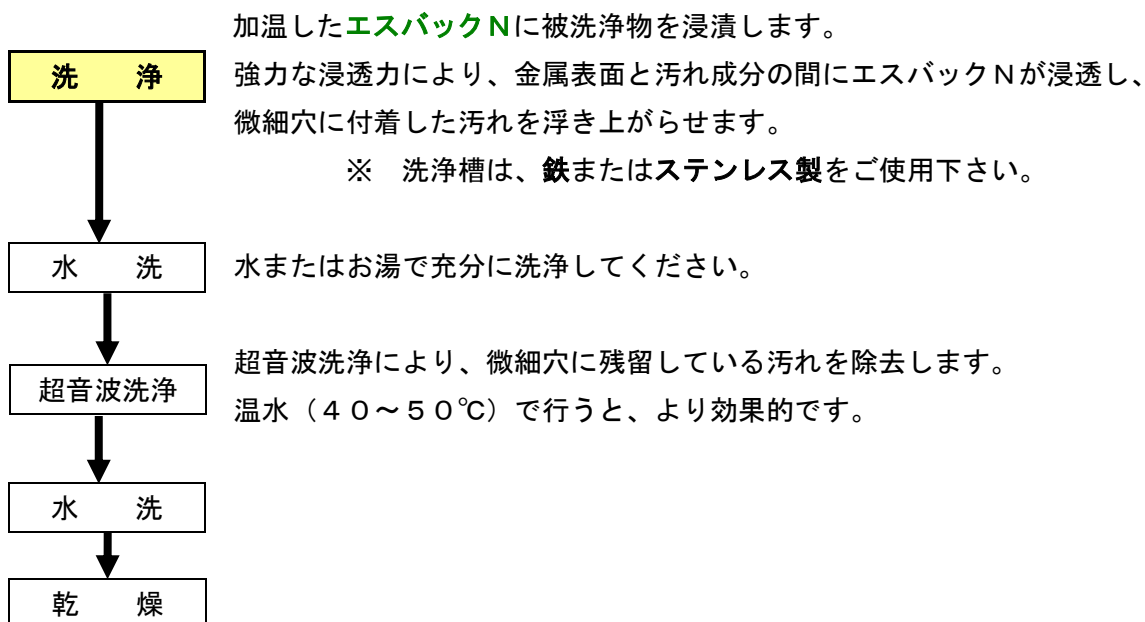 加温したエスバックNに被洗浄物を浸漬します。
洗　　浄
強力な浸透力により、金属表面と汚れ成分の間にエスバックNが浸透し、
微細穴に付着した汚れを浮き上がらせます。
※　洗浄槽は、鉄またはステンレス製をご使用下さい。
水　　洗
水またはお湯で充分に洗浄してください。
超音波洗浄
超音波洗浄により、微細穴に残留している汚れを除去します。
温水（４０～５０℃）で行うと、より効果的です。
水　　洗
乾　　燥